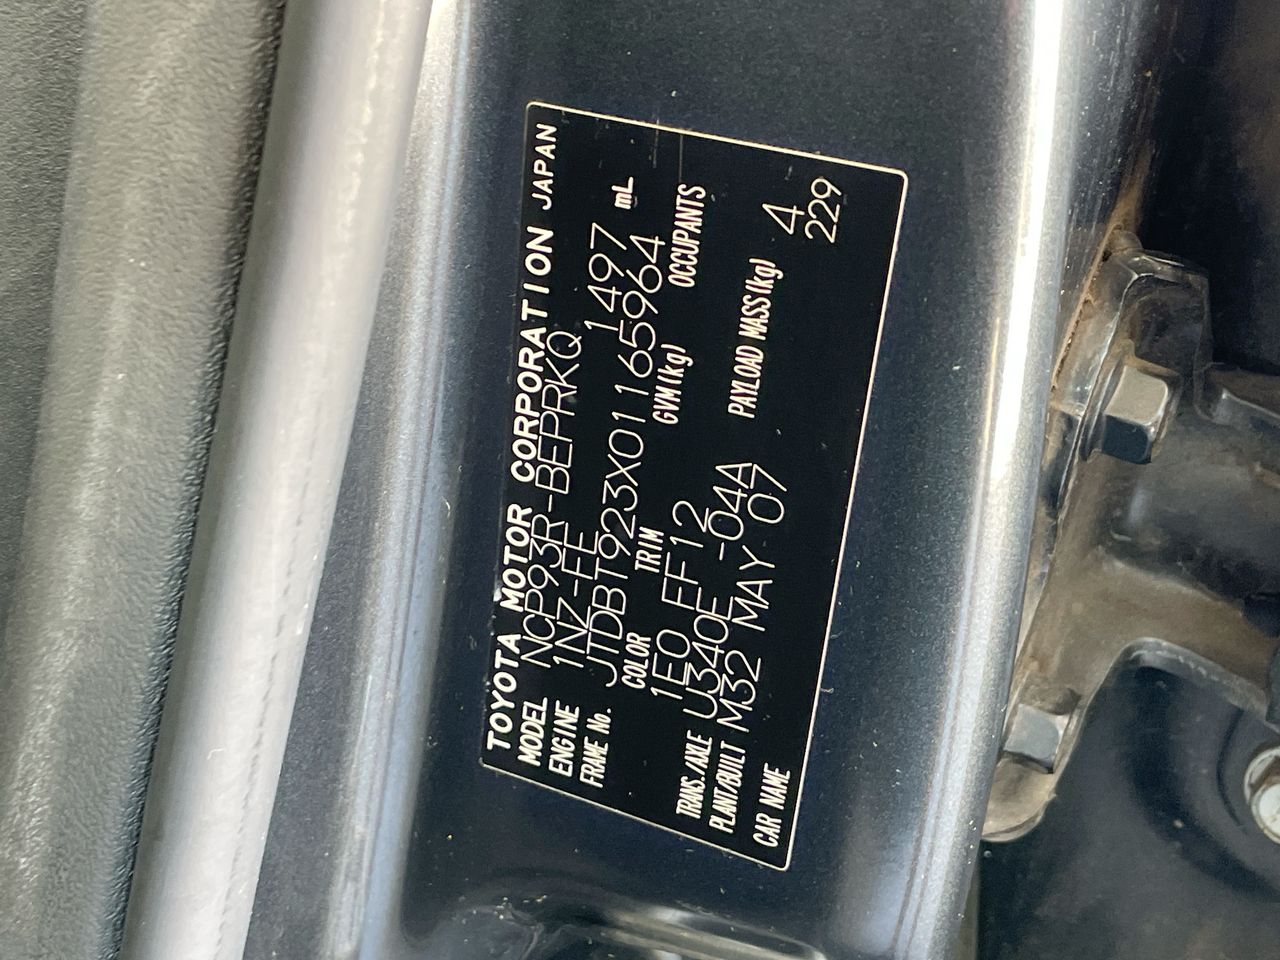 TOYOTA MOTOR CORPORATION JAPAN
MODEL NCP93R-BEPRKQ
ENGINE 1NZ-FE 1497 mL
FRAME No. JTDBT923X01165964
COLOR TRIM GVM(kg) OCCUPANTS
1E0 FF12 4
TRANS./AXLE U340E -04A PAYLOAD MASS(kg) 229
PLANT/BUILT M32 MAY 07
CAR NAME